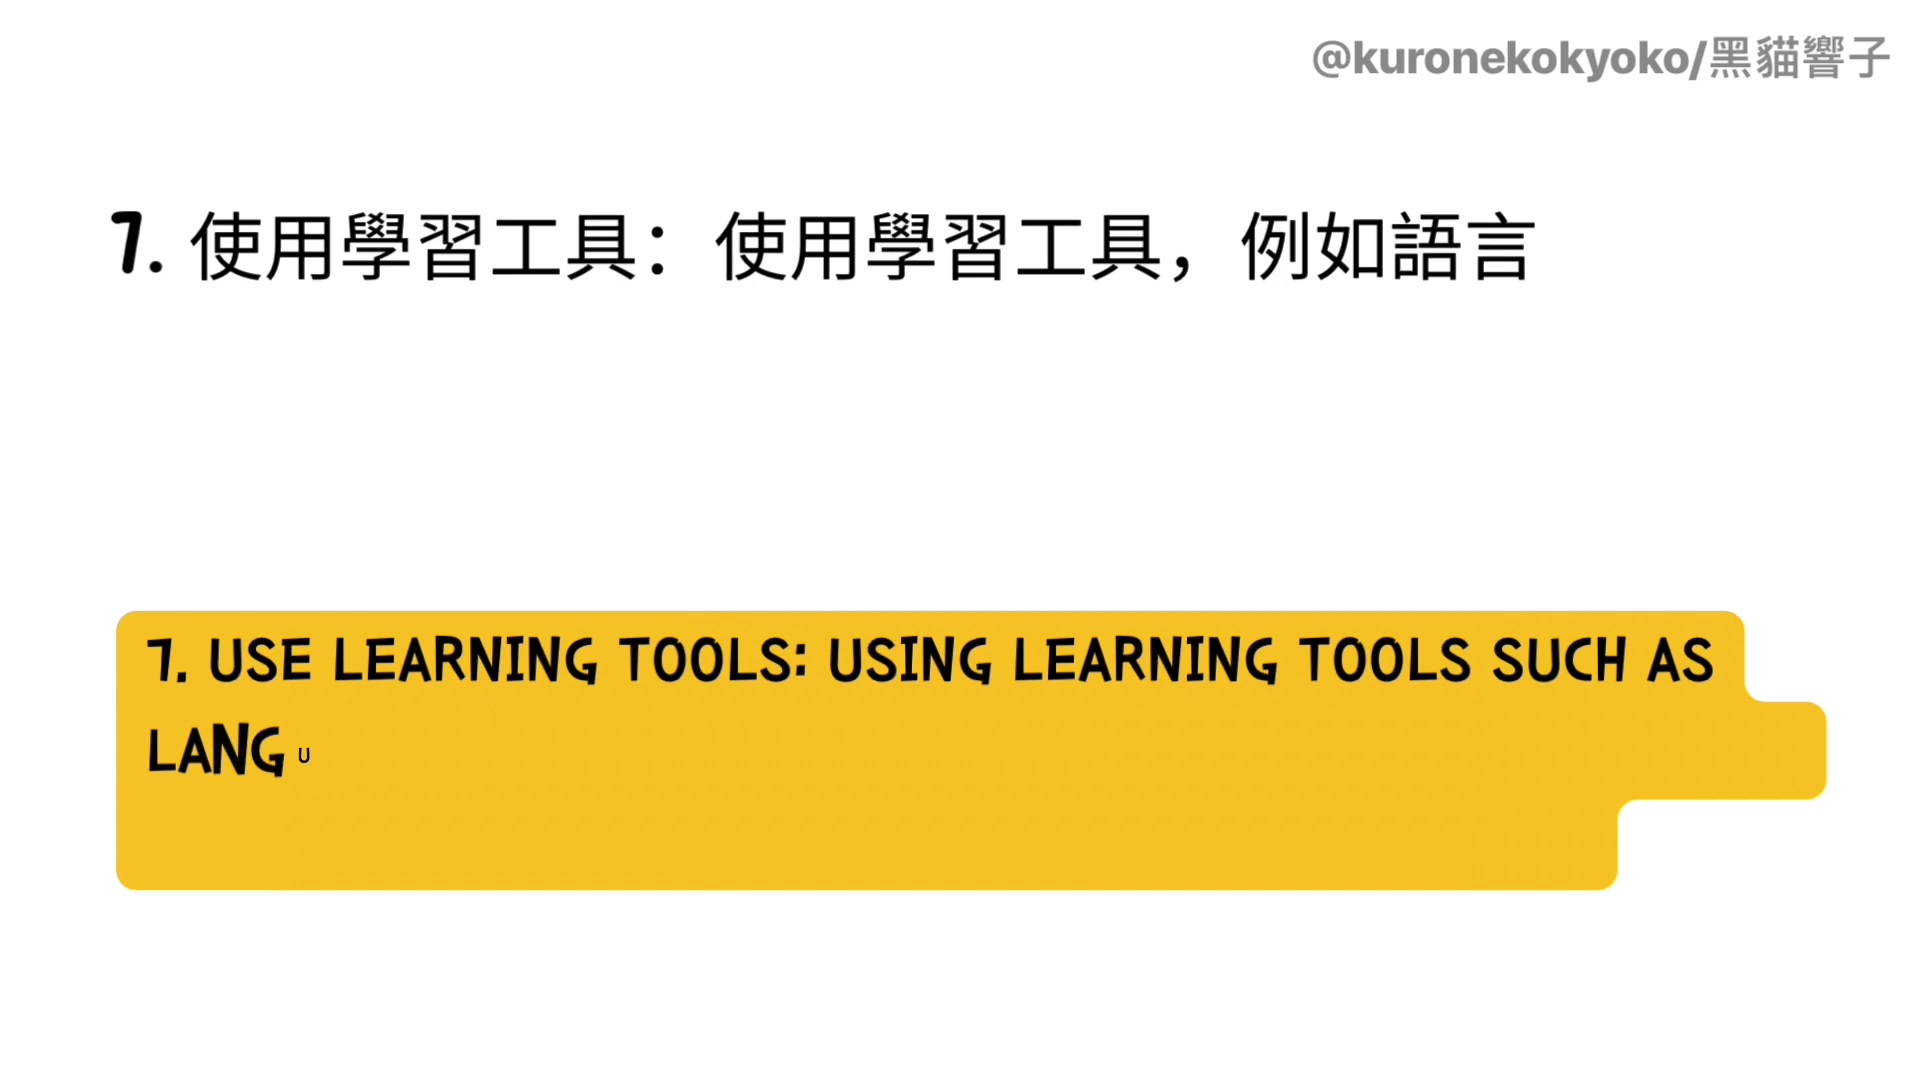 @kuronekokyoko/黑貓響子
7. 使用學習工具：使用學習工具，例如語言
7. USE LEARNING TOOLS: USING LEARNING TOOLS SUCH AS
LANGU